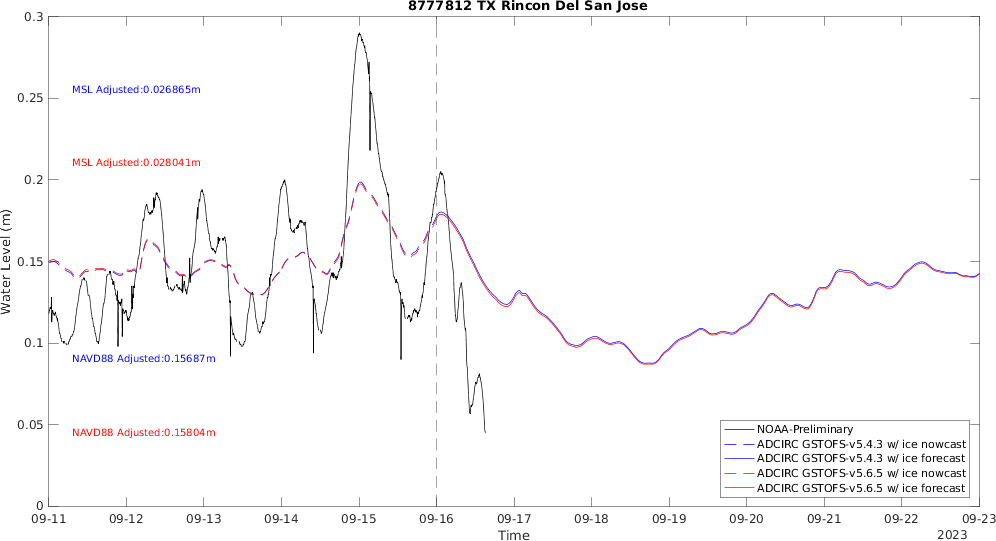 8777812 TX Rincon Del San Jose
0.3
0.25
0.2
0.15
0.1
0.05
0
Water Level (m)
MSL Adjusted:0.026865m
MSL Adjusted:0.028041m
NAVD88 Adjusted:0.15687m
NAVD88 Adjusted:0.15804m
NOAA-Preliminary
ADCIRC GSTOFS-v5.4.3 w/ ice nowcast
ADCIRC GSTOFS-v5.4.3 w/ ice forecast
ADCIRC GSTOFS-v5.6.5 w/ ice nowcast
ADCIRC GSTOFS-v5.6.5 w/ ice forecast
09-11 09-12 09-13 09-14 09-15 09-16 09-17 09-18 09-19 09-20 09-21 09-22 09-23
Time
2023